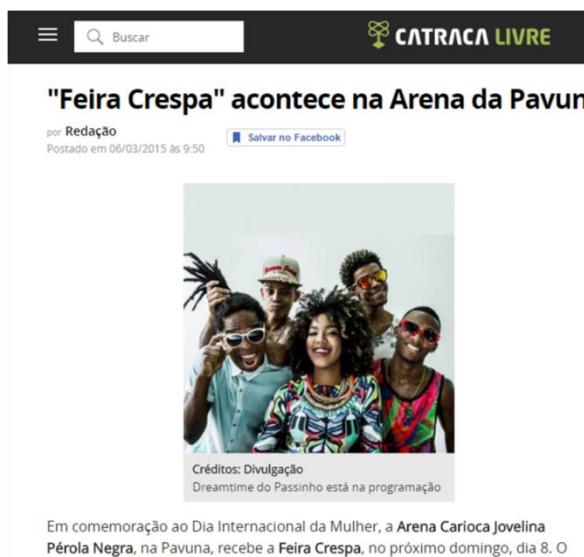 Buscar
CATRACA LIVRE
"Feira Crespa" acontece na Arena da Pavun
por Redação
Postado em 06/03/2015 às 9:50
Salvar no Facebook
Créditos: Divulgação
Dreamtime do Passinho está na programação
Em comemoração ao Dia Internacional da Mulher, a Arena Carioca Jovelina
Pérola Negra, na Pavuna, recebe a Feira Crespa, no próximo domingo, dia 8. O